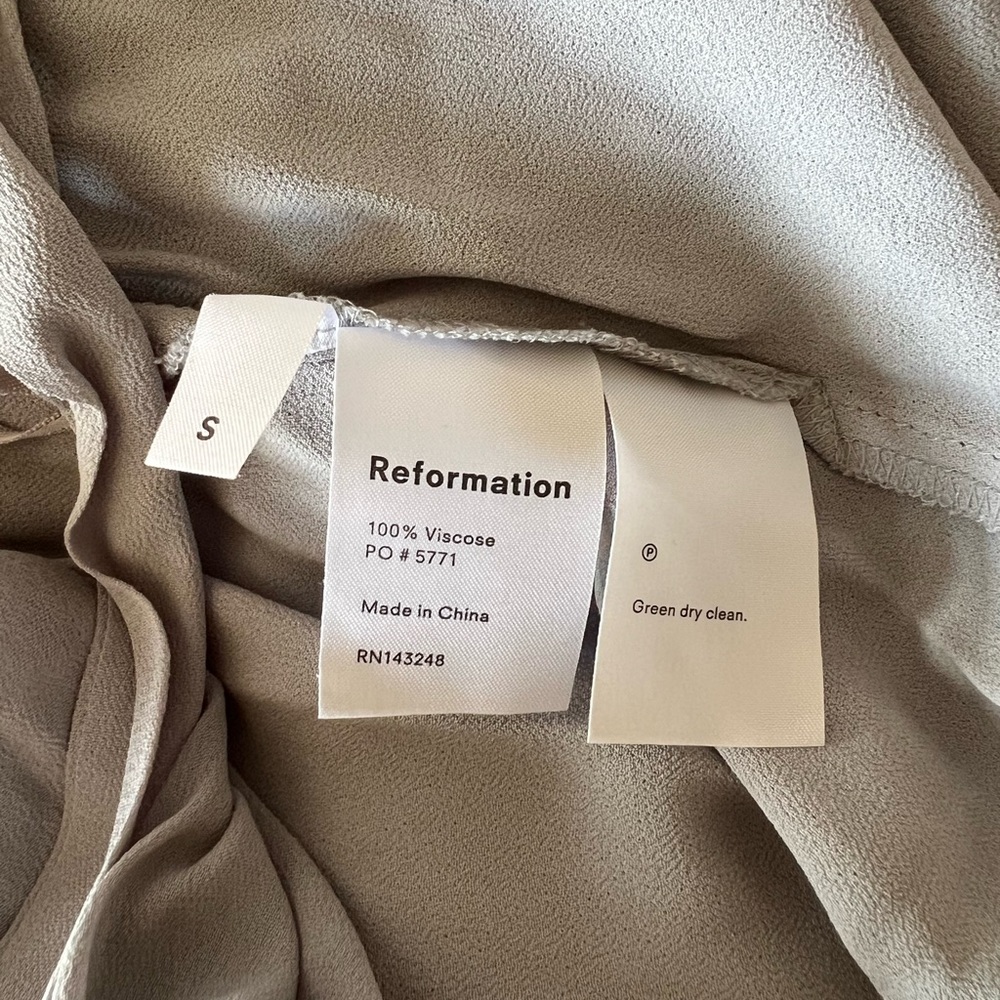 S
Reformation
100% Viscose
PO # 5771
Made in China
RN143248
Ⓟ
Green dry clean.